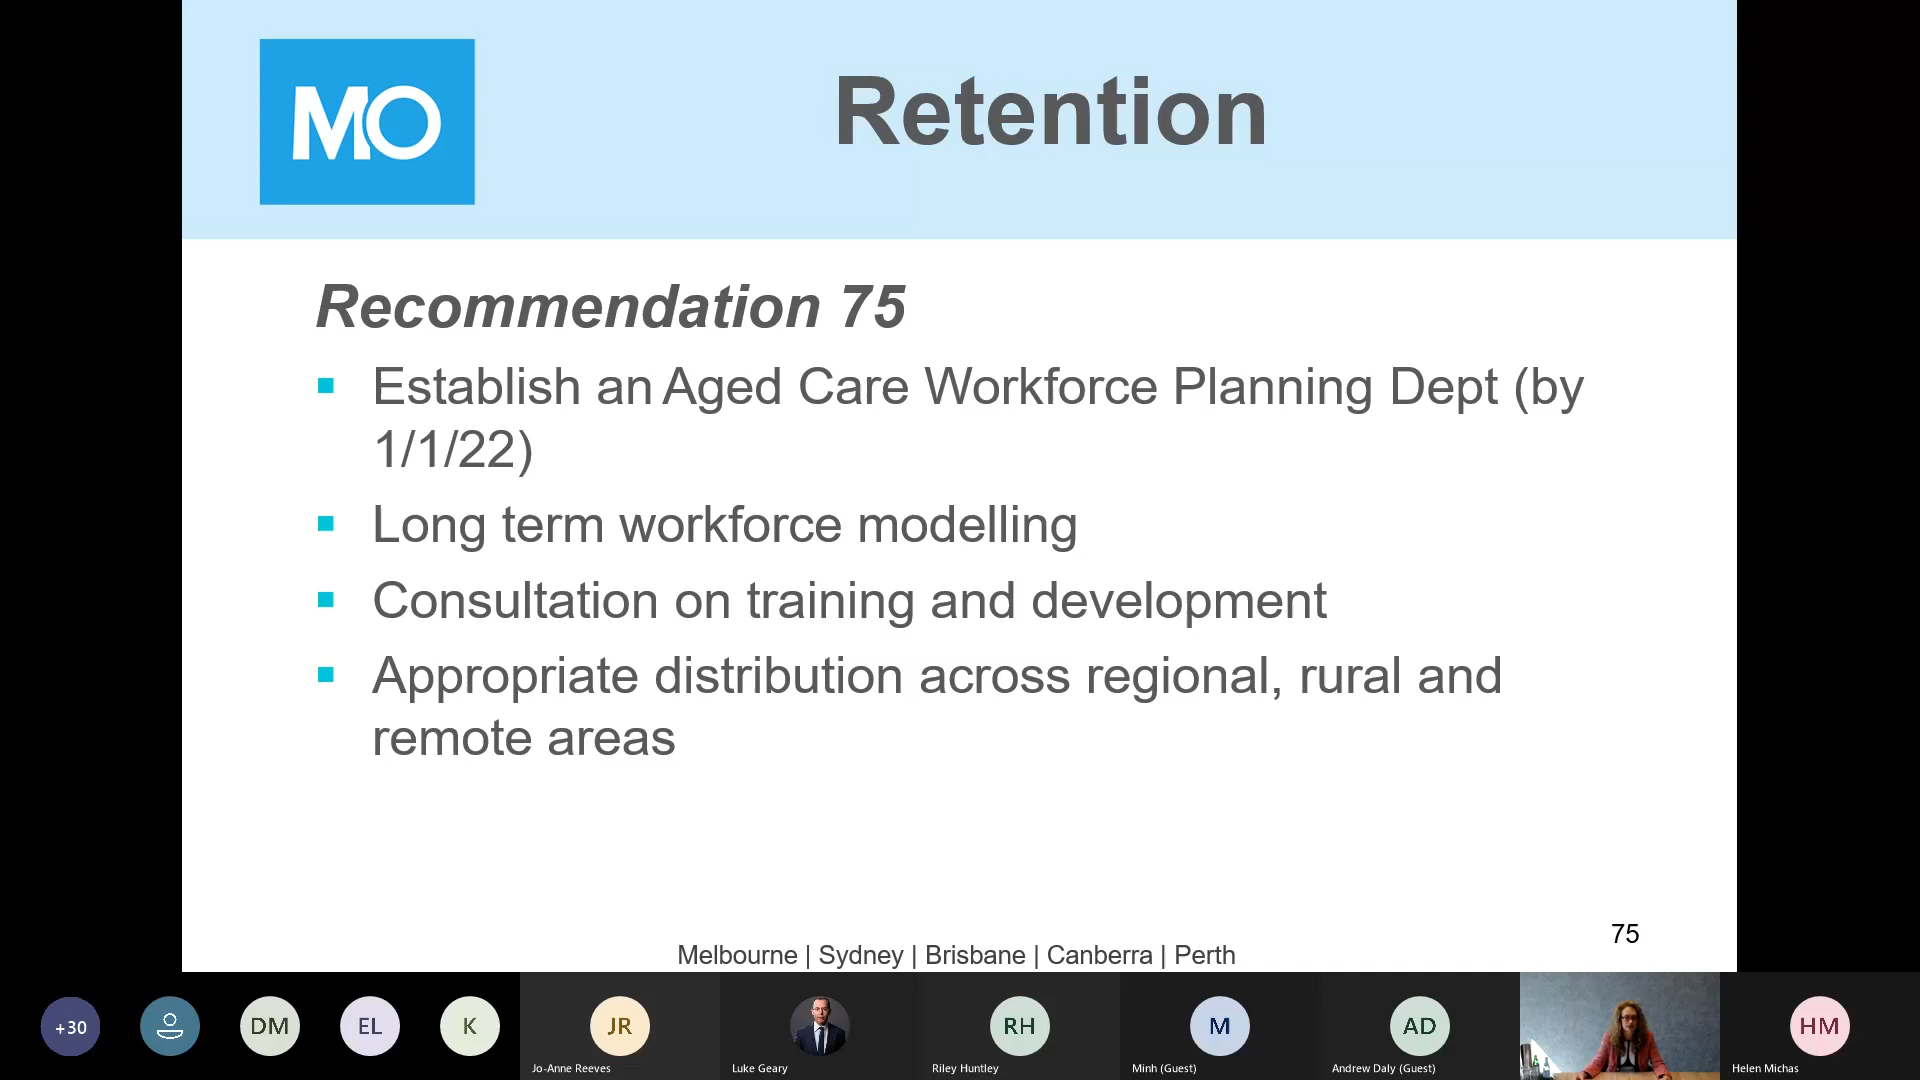 MO
Retention
Recommendation 75
Establish an Aged Care Workforce Planning Dept (by
1/1/22)
Long term workforce modelling
Consultation on training and development
Appropriate distribution across regional, rural and
remote areas
75
Melbourne | Sydney | Brisbane | Canberra | Perth
+30
DM
EL
K
JR
RH
M
AD
HM
Jo-Anne Reeves
Luke Geary
Riley Huntley
Minh (Guest)
Andrew Daly (Guest)
Helen Michas